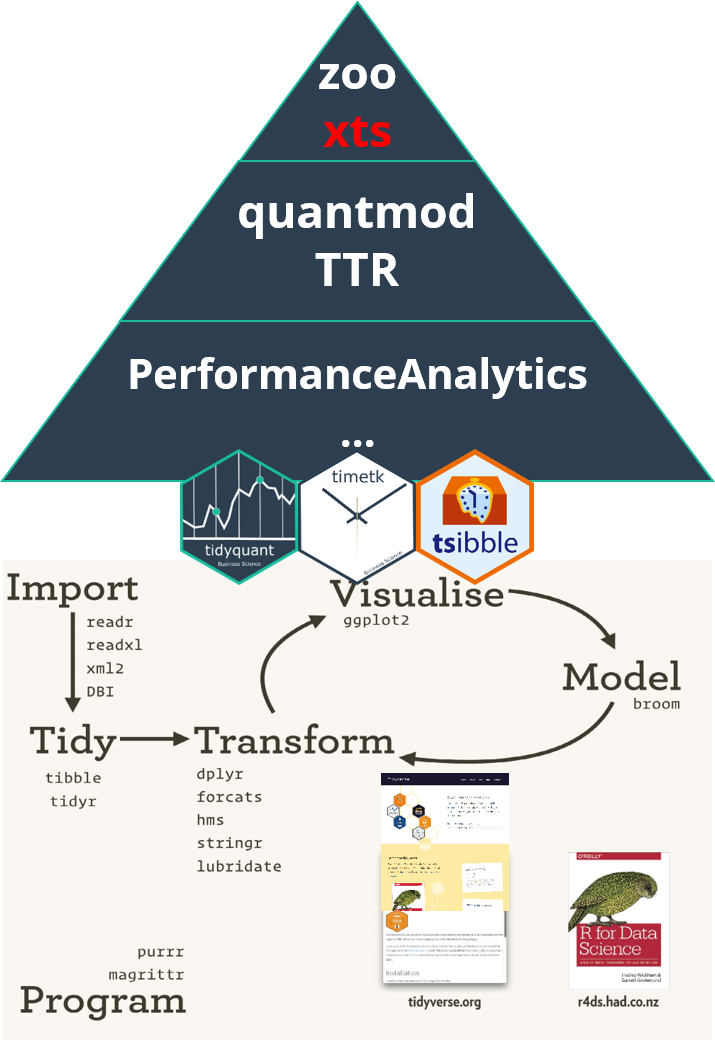 zoo
xts
quantmod
TTR
PerformanceAnalytics
...
timetk
Business Science
tidyquant
Business Science
tsibble
Import
readr
readxl
xml2
DBI
Visualise
ggplot2
Model
broom
Tidy
tibble
tidyr
Transform
dplyr
forcats
hms
stringr
lubridate
Installation
O'REILLY
R for Data
Science
Hadley Wickham &
Garrett Grolemund
tidyverse.org
r4ds.had.co.nz
purrr
magrittr
Program